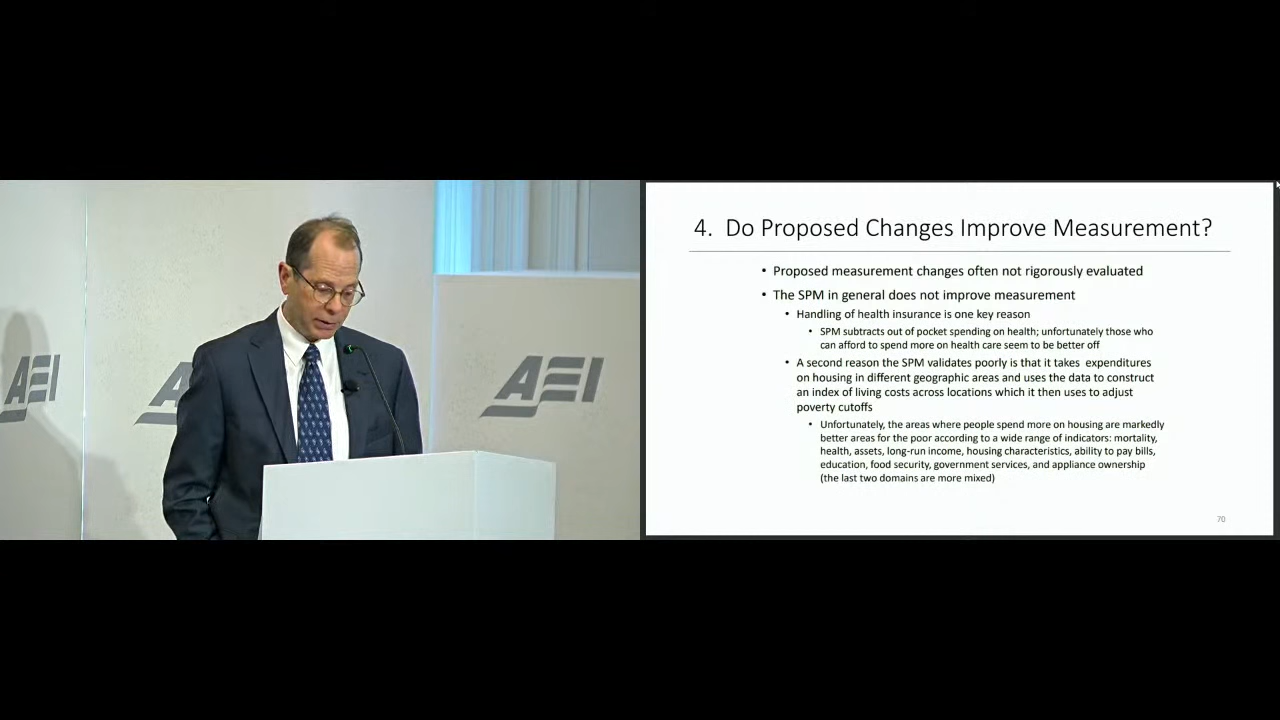 AEI
A
AEI
4. Do Proposed Changes Improve Measurement?
• Proposed measurement changes often not rigorously evaluated
• The SPM in general does not improve measurement
• Handling of health insurance is one key reason
• SPM subtracts out of pocket spending on health; unfortunately those who
can afford to spend more on health care seem to be better off
• A second reason the SPM validates poorly is that it takes expenditures
on housing in different geographic areas and uses the data to construct
an index of living costs across locations which it then uses to adjust
poverty cutoffs
• Unfortunately, the areas where people spend more on housing are markedly
better areas for the poor according to a wide range of indicators: mortality,
health, assets, long-run income, housing characteristics, ability to pay bills,
education, food security, government services, and appliance ownership
(the last two domains are more mixed)
70